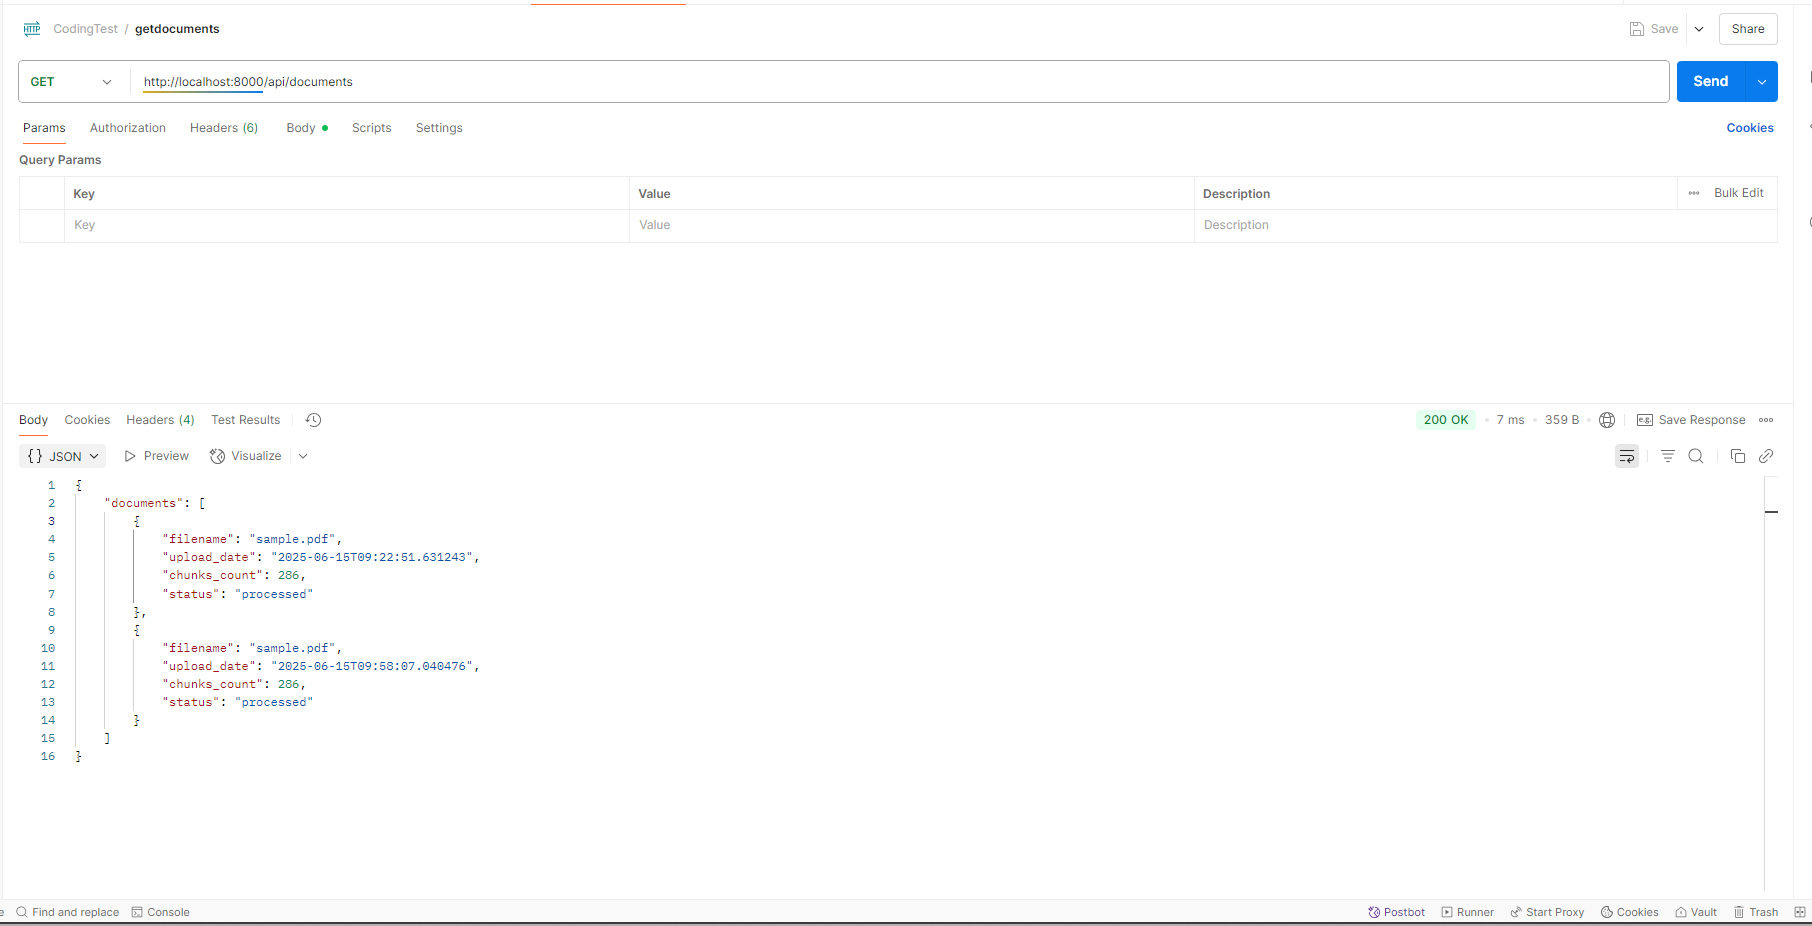 HTTP CodingTest / getdocuments Save Share
GET http://localhost:8000/api/documents Send
Params Authorization Headers (6) Body Scripts Settings Cookies
Query Params
Key Value Description Bulk Edit
Key Value Description
Body Cookies Headers (4) Test Results 200 OK 7 ms 359 B e.g. Save Response
{} JSON Preview Visualize
1 {
2 "documents": [
3 {
4 "filename": "sample.pdf",
5 "upload_date": "2025-06-15T09:22:51.631243",
6 "chunks_count": 286,
7 "status": "processed"
8 },
9 {
10 "filename": "sample.pdf",
11 "upload_date": "2025-06-15T09:58:07.040476",
12 "chunks_count": 286,
13 "status": "processed"
14 }
15 ]
16 }
e Find and replace Console Postbot Runner Start Proxy Cookies Vault Trash